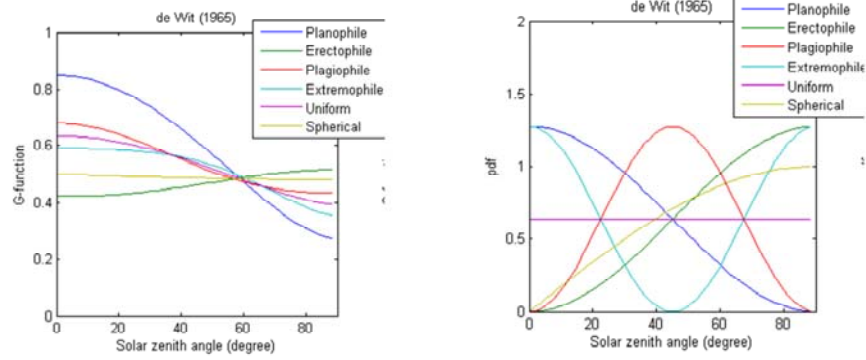 de Wit (1965)
Planophile
Erectophile
Plagiophile
Extremophile
Uniform
Spherical
1
0.8
0.6
0.4
0.2
0
G-function
0 20 40 60 80
Solar zenith angle (degree)
de Wit (1965)
Planophile
Erectophile
Plagiophile
Extremophile
Uniform
Spherical
2
1.5
1
0.5
0
pdf
0 20 40 60 80
Solar zenith angle (degree)